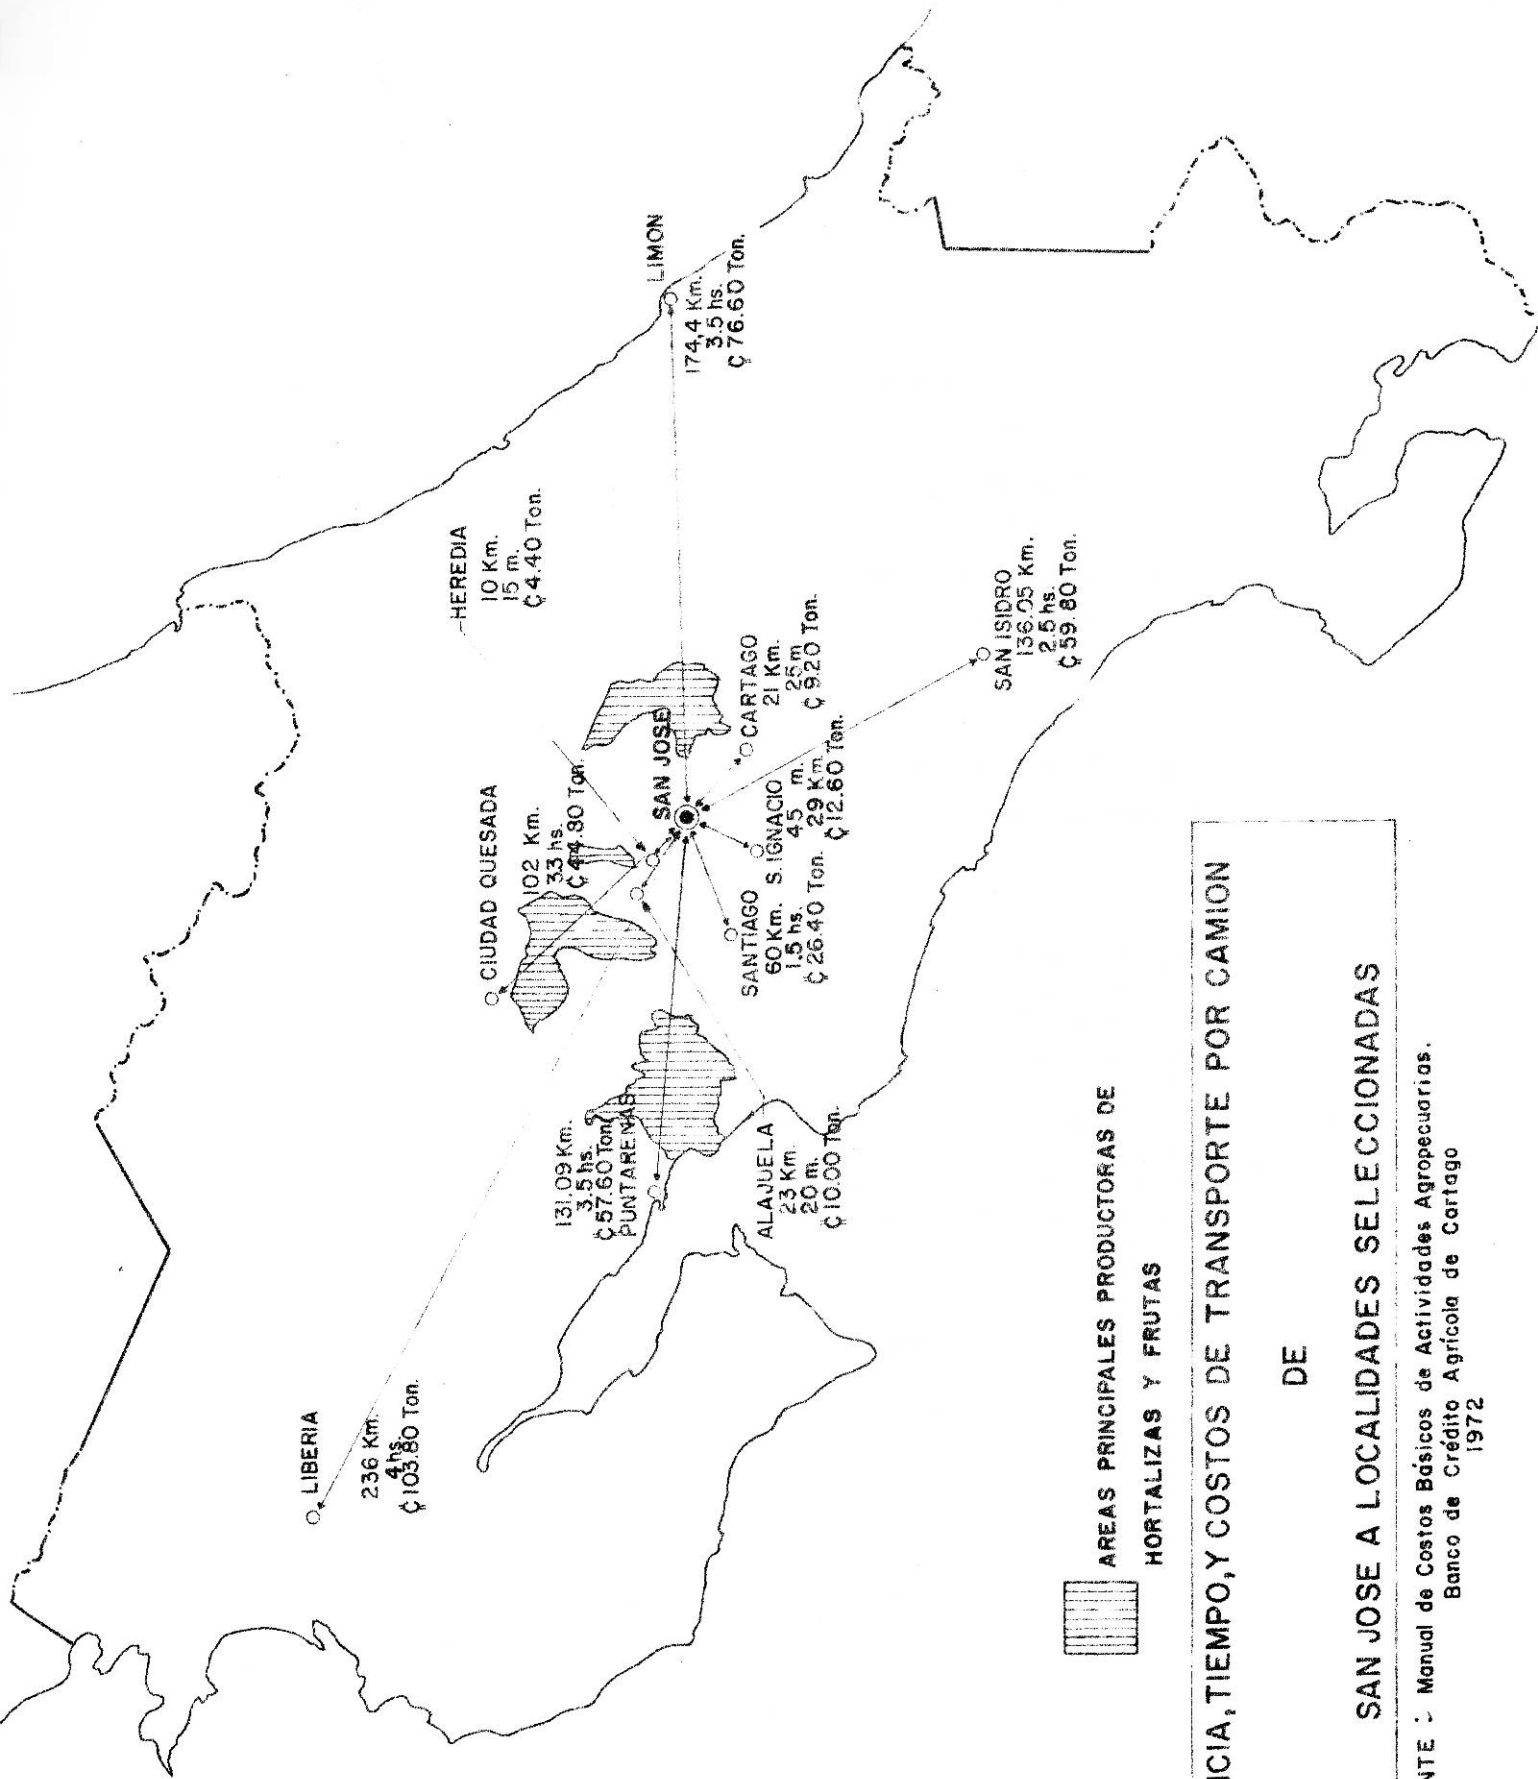 LIBERIA
236 Km.
4 hs.
₡103.80 Ton.
CIUDAD QUESADA
102 Km.
3.3 hs.
₡44.80 Ton.
HEREDIA
10 Km.
15 m.
₡4.40 Ton.
LIMON
174,4 Km.
3.5 hs.
₡76.60 Ton.
131.09 Km.
3.5 hs.
₡57.60 Ton.
PUNTARENAS
SAN JOSE
ALAJUELA
23 Km.
20 m.
₡10.00 Ton.
SANTIAGO
60 Km.
1.5 hs.
₡26.40 Ton.
S. IGNACIO
45 m.
29 Km.
₡12.60 Ton.
CARTAGO
21 Km.
25 m
₡9.20 Ton.
SAN ISIDRO
136.05 Km.
2.5 hs.
₡59.80 Ton.
AREAS PRINCIPALES PRODUCTORAS DE
HORTALIZAS Y FRUTAS
NCIA, TIEMPO, Y COSTOS DE TRANSPORTE POR CAMION
DE
SAN JOSE A LOCALIDADES SELECCIONADAS
NTE : Manual de Costos Básicos de Actividades Agropecuarias.
Banco de Crédito Agrícola de Cartago
1972